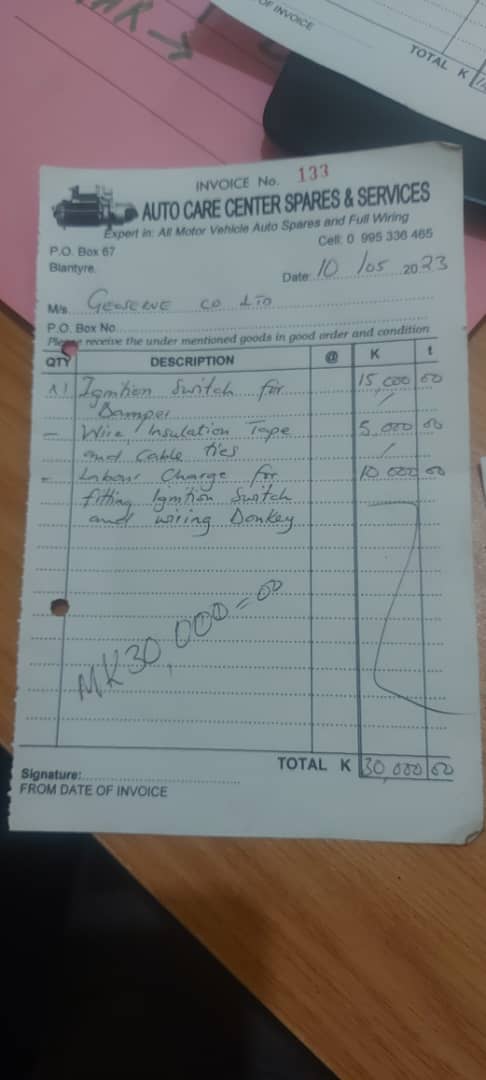 OF INVOICE
TOTAL K
INVOICE No. 133
AUTO CARE CENTER SPARES & SERVICES
Expert in: All Motor Vehicle Auto Spares and Full Wiring
P.O. Box 67
Cell: 0 995 336 465
Blantyre.
Date: 10 / 05 2023
M/s GEOSERVE CO LTD
P.O. Box No
Please receive the under mentioned goods in good order and condition
QTY DESCRIPTION @ K t
x1 Ignition Switch for 15,000 00
Damper
- Wire, Insulation Tape 5,000 00
and Cable ties
- Labour Charge for 10 000 00
fitting Ignition Switch
and wiring Donkey
MK30,000=00
TOTAL K 30,000 00
Signature:
FROM DATE OF INVOICE